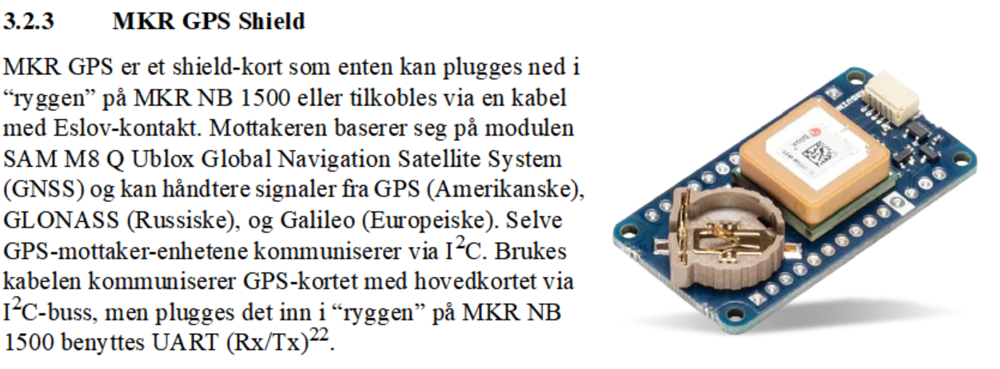 3.2.3 MKR GPS Shield
MKR GPS er et shield-kort som enten kan plugges ned i
“ryggen” på MKR NB 1500 eller tilkobles via en kabel
med Eslov-kontakt. Mottakeren baserer seg på modulen
SAM M8 Q Ublox Global Navigation Satellite System
(GNSS) og kan håndtere signaler fra GPS (Amerikanske),
GLONASS (Russiske), og Galileo (Europeiske). Selve
GPS-mottaker-enhetene kommuniserer via I²C. Brukes
kabelen kommuniserer GPS-kortet med hovedkortet via
I²C-buss, men plugges det inn i “ryggen” på MKR NB
1500 benyttes UART (Rx/Tx)²².
blox